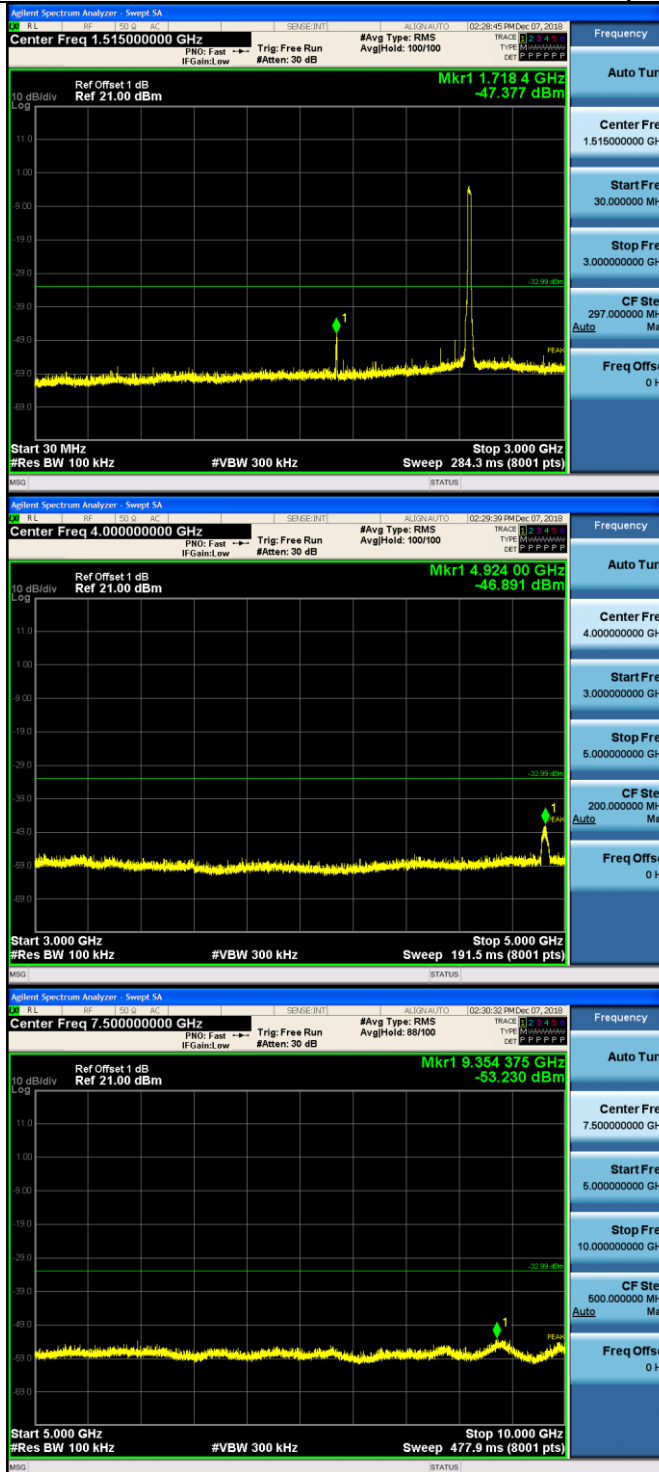 Agilent Spectrum Analyzer - Swept SA
RL RF 50 Ω AC SENSE:INT ALIGN AUTO 02:28:45 PM Dec 07, 2018
Center Freq 1.515000000 GHz #Avg Type: RMS TRACE 1 2 3 4 5 6
PNO: Fast Trig: Free Run Avg|Hold: 100/100 TYPE M
IFGain:Low #Atten: 30 dB DET P P P P P P
Mkr1 1.718 4 GHz
Ref Offset 1 dB
10 dB/div Ref 21.00 dBm -47.377 dBm
Log
11.0
1.00
-9.00
-19.0
-29.0
-32.99 dBm
-39.0
1
-49.0
PEAK
-59.0
-69.0
Start 30 MHz Stop 3.000 GHz
#Res BW 100 kHz #VBW 300 kHz Sweep 284.3 ms (8001 pts)
MSG STATUS
Frequency
Auto Tun
Center Fre
1.515000000 GH
Start Fre
30.000000 MH
Stop Fre
3.000000000 GH
CF Ste
297.000000 MH
Auto Ma
Freq Offse
0 H
Agilent Spectrum Analyzer - Swept SA
RL RF 50 Ω AC SENSE:INT ALIGN AUTO 02:29:39 PM Dec 07, 2018
Center Freq 4.000000000 GHz #Avg Type: RMS TRACE 1 2 3 4 5 6
PNO: Fast Trig: Free Run Avg|Hold: 100/100 TYPE M
IFGain:Low #Atten: 30 dB DET P P P P P P
Mkr1 4.924 00 GHz
Ref Offset 1 dB
10 dB/div Ref 21.00 dBm -46.891 dBm
Log
11.0
1.00
-9.00
-19.0
-29.0
-32.99 dBm
-39.0
1
PEAK
-49.0
-59.0
-69.0
Start 3.000 GHz Stop 5.000 GHz
#Res BW 100 kHz #VBW 300 kHz Sweep 191.5 ms (8001 pts)
MSG STATUS
Frequency
Auto Tun
Center Fre
4.000000000 GH
Start Fre
3.000000000 GH
Stop Fre
5.000000000 GH
CF Ste
200.000000 MH
Auto Ma
Freq Offse
0 H
Agilent Spectrum Analyzer - Swept SA
RL RF 50 Ω AC SENSE:INT ALIGN AUTO 02:30:32 PM Dec 07, 2018
Center Freq 7.500000000 GHz #Avg Type: RMS TRACE 1 2 3 4 5 6
PNO: Fast Trig: Free Run Avg|Hold: 88/100 TYPE M
IFGain:Low #Atten: 30 dB DET P P P P P P
Mkr1 9.354 375 GHz
Ref Offset 1 dB
10 dB/div Ref 21.00 dBm -53.230 dBm
Log
11.0
1.00
-9.00
-19.0
-29.0
-32.99 dBm
-39.0
-49.0
1
PEAK
-59.0
-69.0
Start 5.000 GHz Stop 10.000 GHz
#Res BW 100 kHz #VBW 300 kHz Sweep 477.9 ms (8001 pts)
MSG STATUS
Frequency
Auto Tun
Center Fre
7.500000000 GH
Start Fre
5.000000000 GH
Stop Fre
10.000000000 GH
CF Ste
500.000000 MH
Auto Ma
Freq Offse
0 H